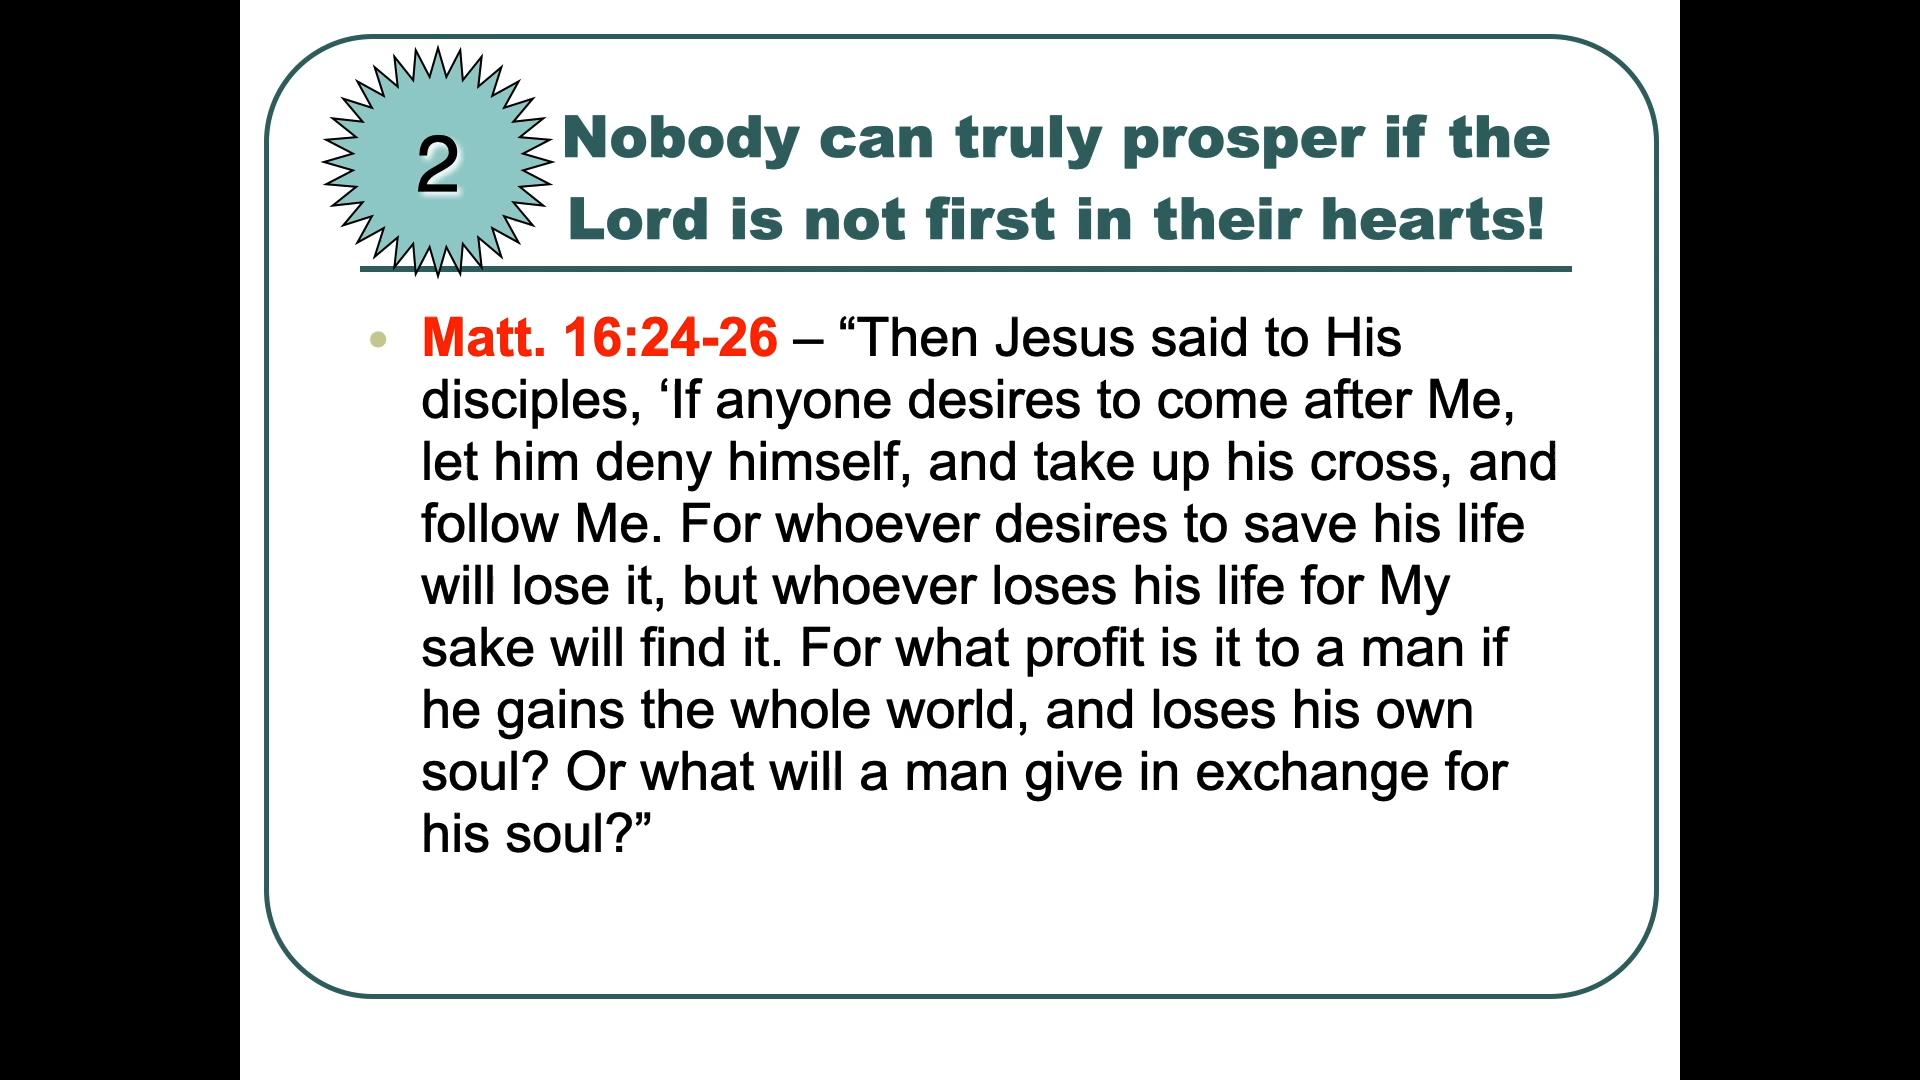 2
Nobody can truly prosper if the
Lord is not first in their hearts!
• Matt. 16:24-26 – “Then Jesus said to His
disciples, ‘If anyone desires to come after Me,
let him deny himself, and take up his cross, and
follow Me. For whoever desires to save his life
will lose it, but whoever loses his life for My
sake will find it. For what profit is it to a man if
he gains the whole world, and loses his own
soul? Or what will a man give in exchange for
his soul?”